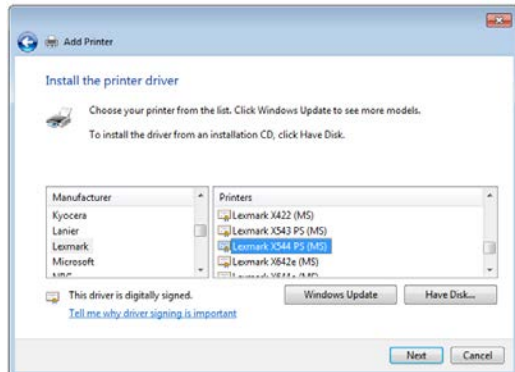 Add Printer
Install the printer driver
Choose your printer from the list. Click Windows Update to see more models.
To install the driver from an installation CD, click Have Disk.
Manufacturer
Kyocera
Lanier
Lexmark
Microsoft
Printers
Lexmark X422 (MS)
Lexmark X543 PS (MS)
Lexmark X544 PS (MS)
Lexmark X642e (MS)
This driver is digitally signed.
Tell me why driver signing is important
Windows Update
Have Disk...
Next
Cancel